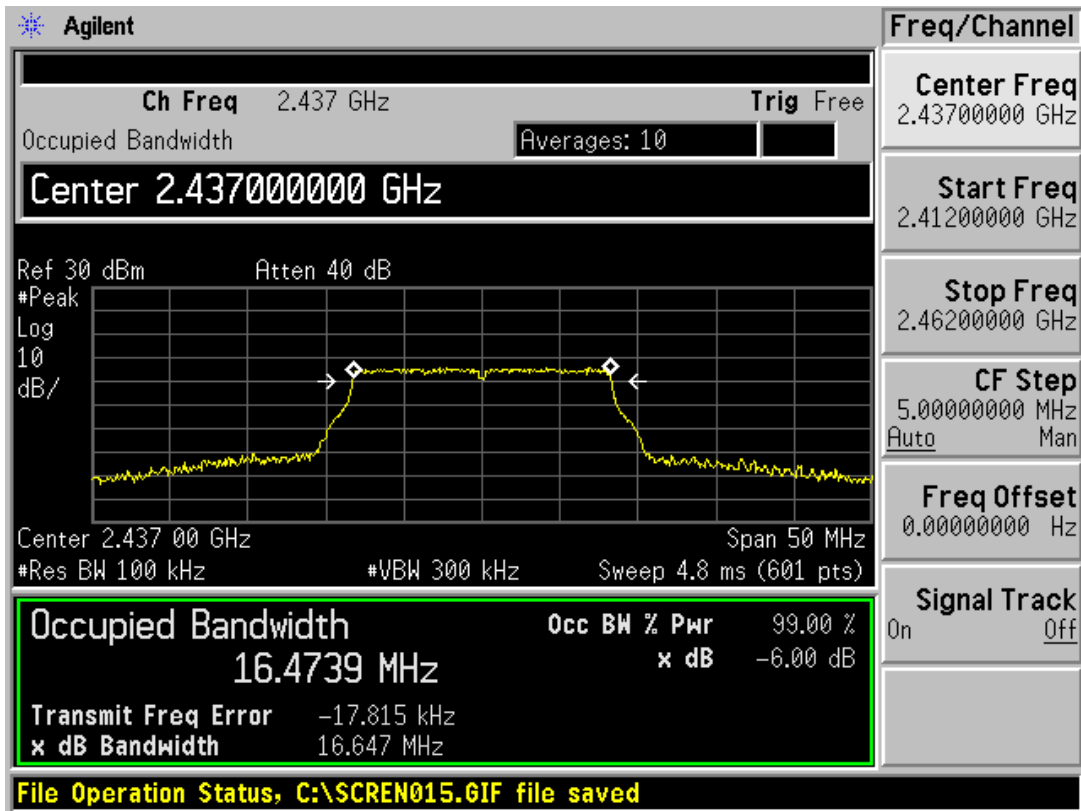 Agilent
Freq/Channel
Ch Freq 2.437 GHz Trig Free
Occupied Bandwidth Averages: 10
Center 2.437000000 GHz
Ref 30 dBm Atten 40 dB
#Peak
Log
10
dB/
Center 2.437 00 GHz Span 50 MHz
#Res BW 100 kHz #VBW 300 kHz Sweep 4.8 ms (601 pts)
Occupied Bandwidth Occ BW % Pwr 99.00 %
16.4739 MHz x dB -6.00 dB
Transmit Freq Error -17.815 kHz
x dB Bandwidth 16.647 MHz
Center Freq
2.43700000 GHz
Start Freq
2.41200000 GHz
Stop Freq
2.46200000 GHz
CF Step
5.00000000 MHz
Auto Man
Freq Offset
0.00000000 Hz
Signal Track
On Off
File Operation Status, C:\SCREN015.GIF file saved